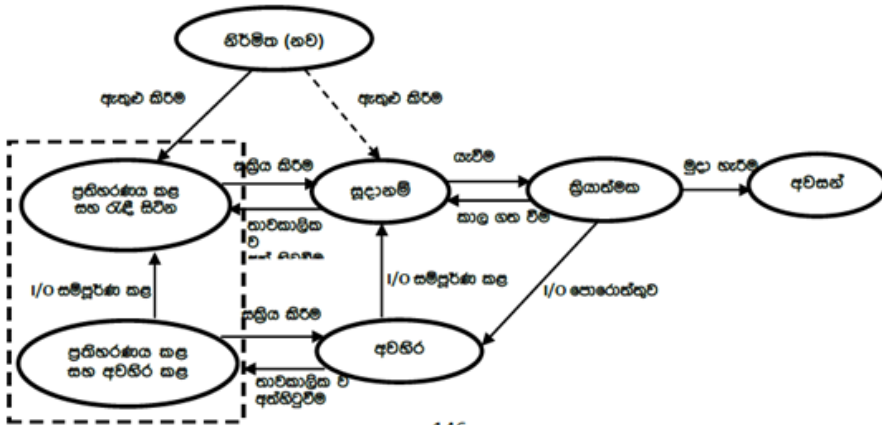 නිර්මිත (නව)
ඇතුළු කිරීම
ඇතුළු කිරීම
සක්‍රිය කිරීම
යැවීම
මුදා හැරීම
ප්‍රතිහරණය කළ
සහ රැඳී සිටින
සූදානම්
ක්‍රියාත්මක
අවසන්
තාවකාලික
ව
කාල ගත වීම
I/O සම්පූර්ණ කළ
I/O සම්පූර්ණ කළ
I/O පොරොත්තුව
සක්‍රිය කිරීම
ප්‍රතිහරණය කළ
සහ අවහිර කළ
අවහිර
තාවකාලික ව
අත්හිටුවීම